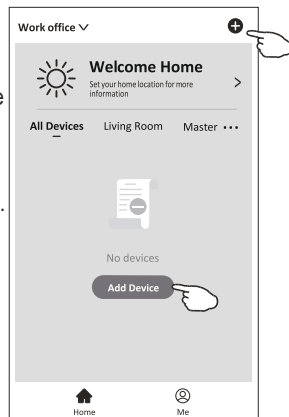 Work office
Welcome Home
Set your home location for more
information
All Devices Living Room Master
No devices
Add Device
Home Me